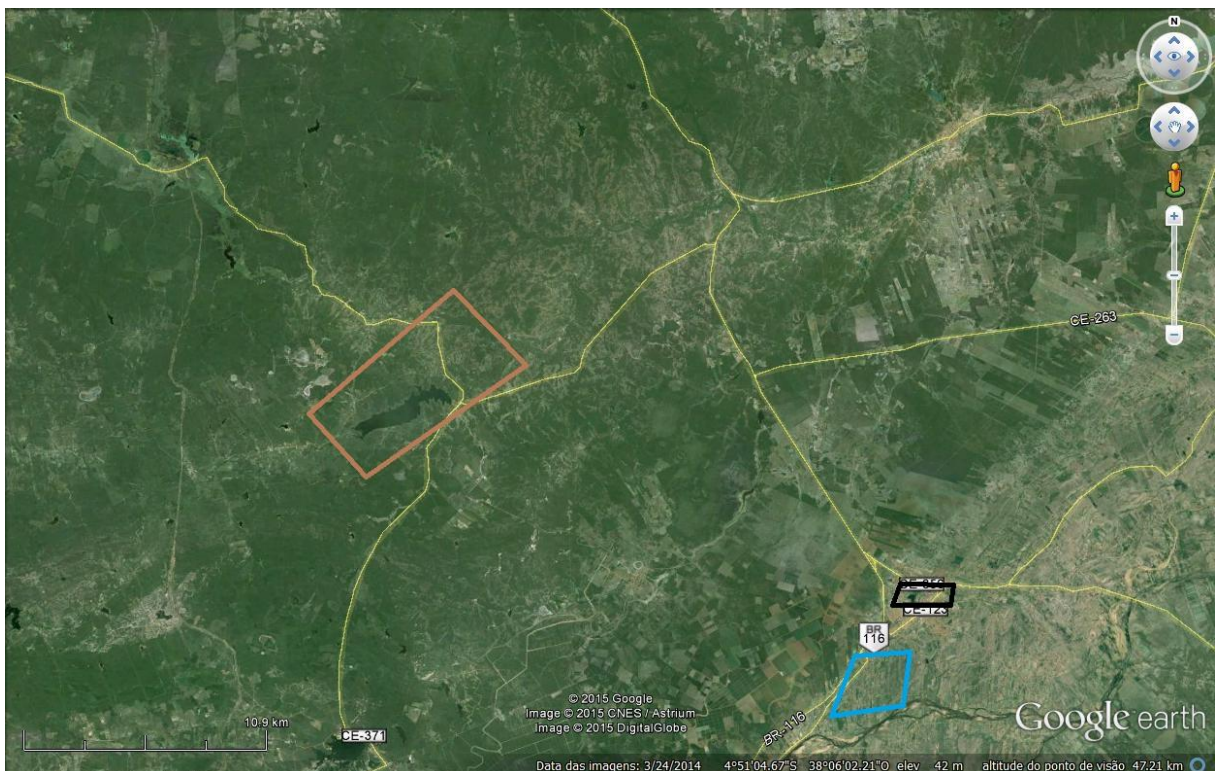 N
CE-263
CE-123
BR
116
BR-116
© 2015 Google
Image © 2015 CNES / Astrium
Image © 2015 DigitalGlobe
Google earth
10.9 km
CE-371
Data das imagens: 3/24/2014 4°51'04.67"S 38°06'02.21"O elev 42 m altitude do ponto de visão 47.21 km